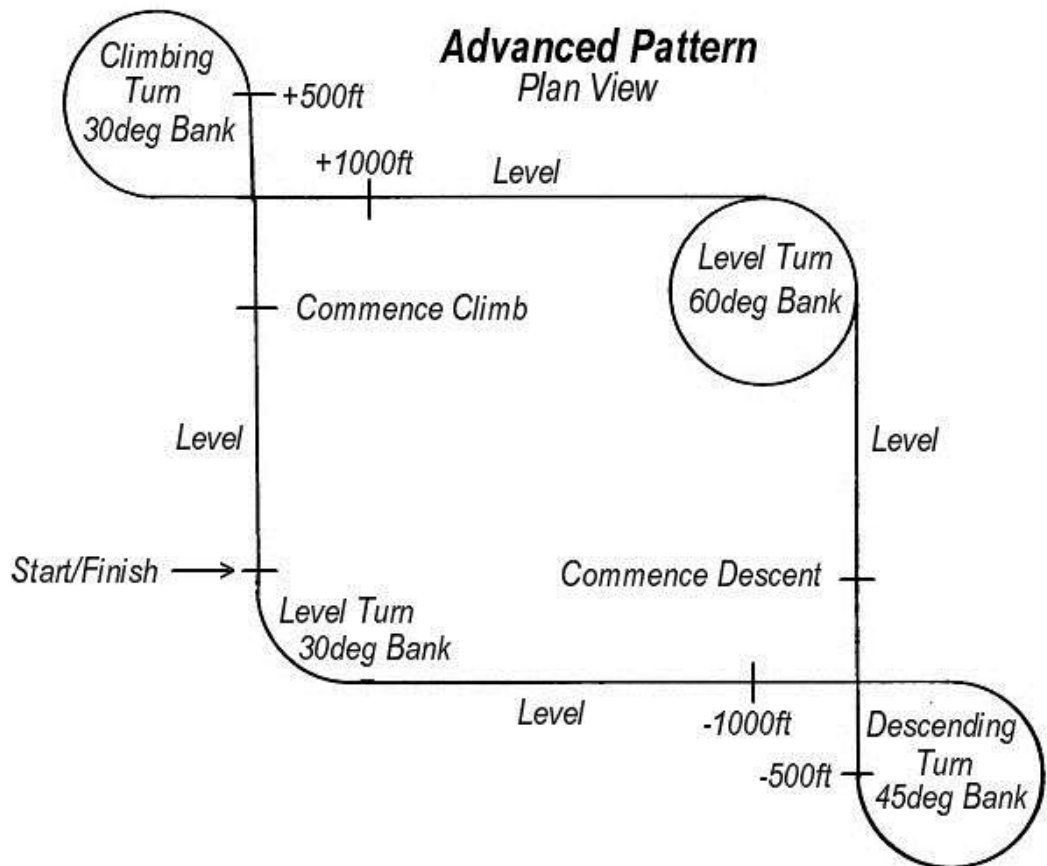 Advanced Pattern
Plan View
Climbing
Turn
30deg Bank
+500ft
+1000ft
Level
Level Turn
60deg Bank
Commence Climb
Level
Level
Start/Finish
Commence Descent
Level Turn
30deg Bank
Level
-1000ft
Descending
Turn
45deg Bank
-500ft